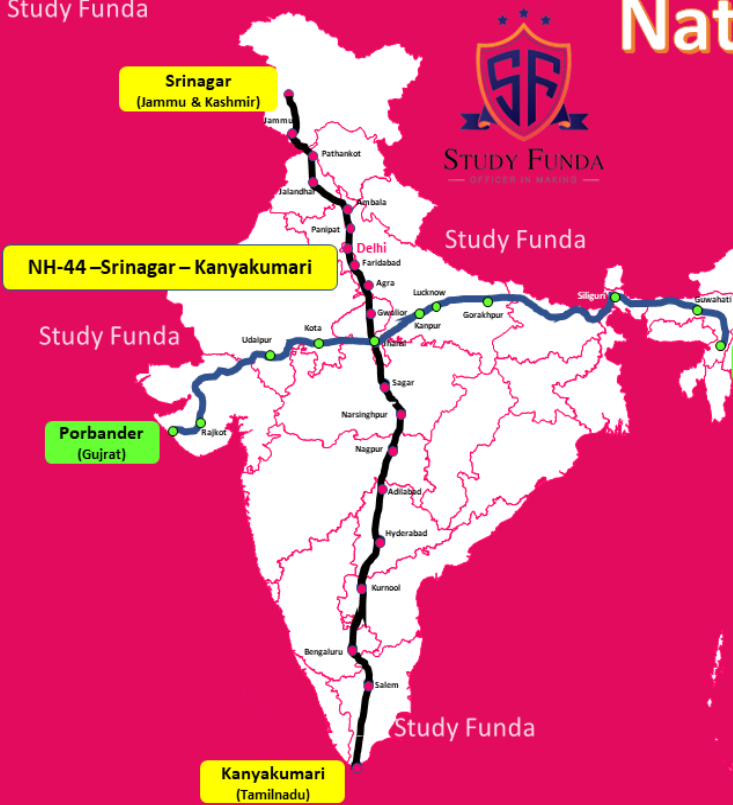 Study Funda
Nat
Srinagar
(Jammu & Kashmir)
SF
STUDY FUNDA
OFFICER IN MAKING
Jammu
Pathankot
Jalandhar
Ambala
Panipat
Delhi
Study Funda
NH-44 –Srinagar – Kanyakumari
Faridabad
Agra
Lucknow
Siliguri
Guwahati
Gwalior
Kanpur
Gorakhpur
Study Funda
Kota
Udaipur
Jhansi
Sagar
Narsinghpur
Porbander
(Gujrat)
Rajkot
Nagpur
Adilabad
Hyderabad
Kurnool
Bengaluru
Salem
Study Funda
Kanyakumari
(Tamilnadu)